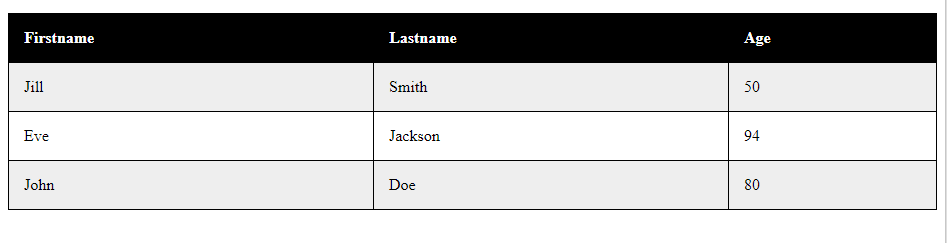 Firstname Lastname Age
Jill Smith 50
Eve Jackson 94
John Doe 80